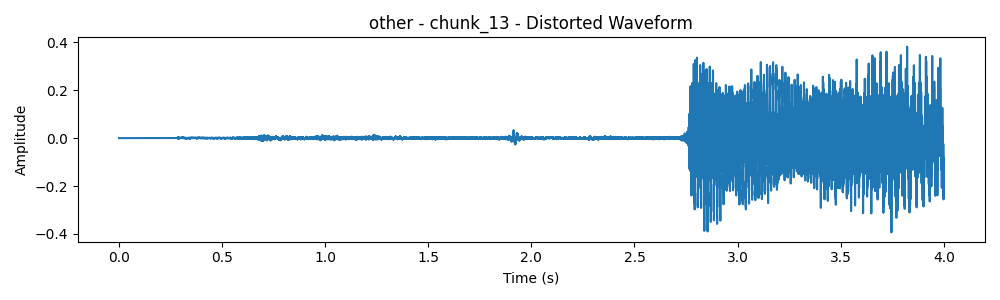 other - chunk_13 - Distorted Waveform
0.4
0.2
0.0
−0.2
−0.4
Amplitude
0.0 0.5 1.0 1.5 2.0 2.5 3.0 3.5 4.0
Time (s)